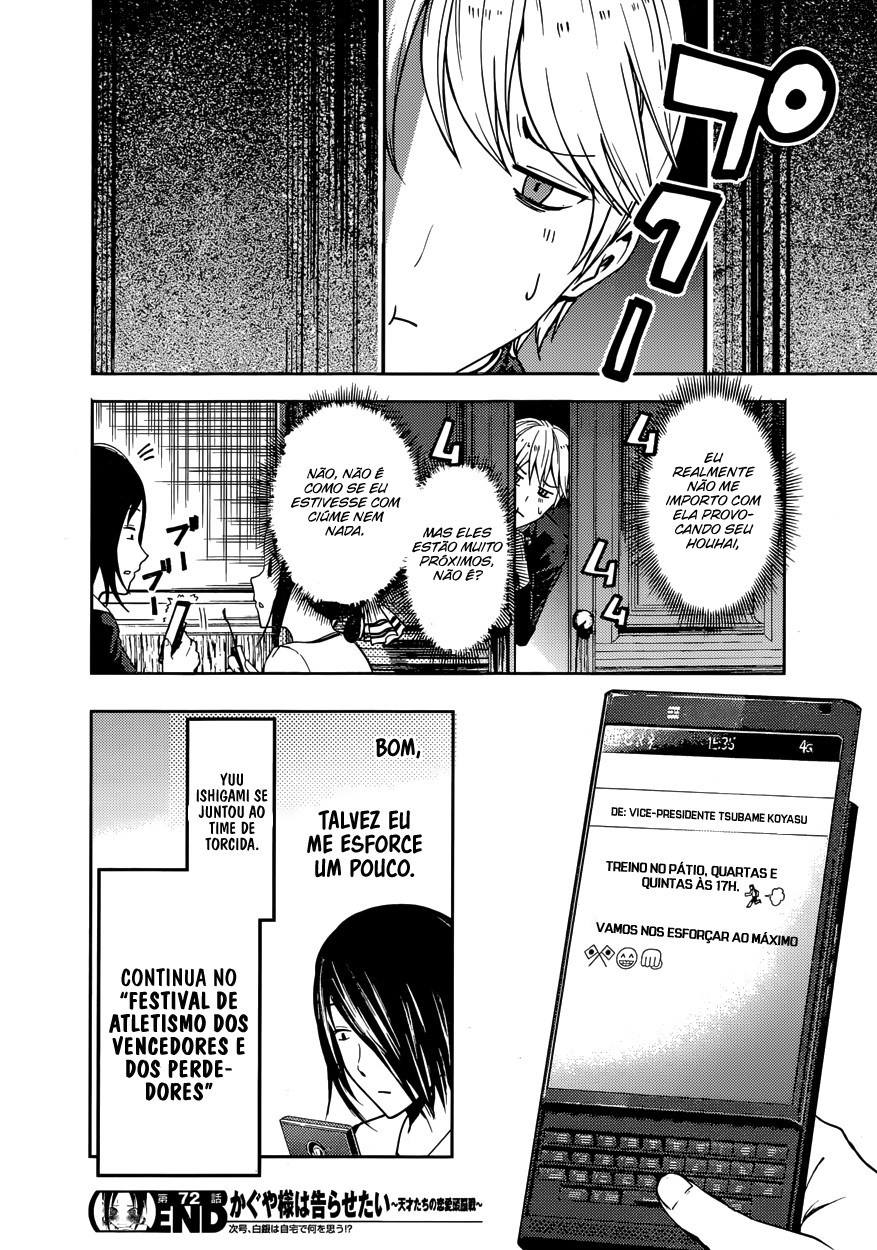 プクー
EU
REALMENTE
NÃO ME
IMPORTO COM
ELA PROVO-
CANDO SEU
HOUHAI,
ム
ム
ム
ム
MAS ELES
ESTÃO MUITO
PRÓXIMOS,
NÃO É?
NÃO, NÃO É
COMO SE EU
ESTIVESSE COM
CIÚME NEM
NADA.
ブブブ
15:35
4G
DE: VICE-PRESIDENTE TSUBAME KOYASU
TREINO NO PÁTIO, QUARTAS E
QUINTAS ÀS 17H.
VAMOS NOS ESFORÇAR AO MÁXIMO
BOM,
TALVEZ EU
ME ESFORCE
UM POUCO.
YUU
ISHIGAMI SE
JUNTOU AO
TIME DE
TORCIDA.
CONTINUA NO
“FESTIVAL DE
ATLETISMO DOS
VENCEDORES E
DOS PERDE-
DORES”
第72話
END
かぐや様は告らせたい～天才たちの恋愛頭脳戦～
次号、白銀は自宅で何を思う!?